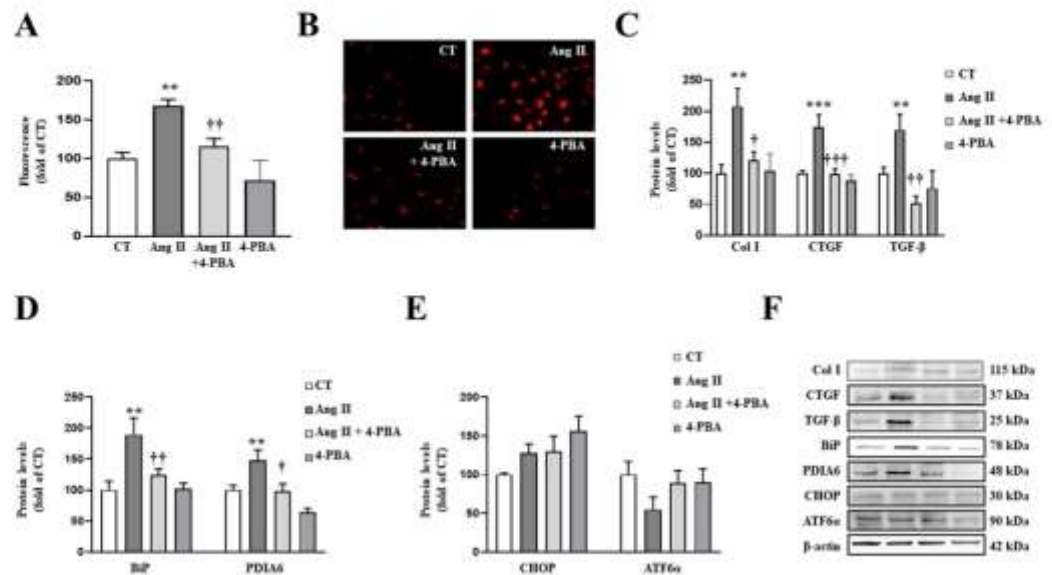 A
Fluorescence
(fold of CT)
200
150
100
50
0
** ††
CT Ang II Ang II 4-PBA
+4-PBA
B
CT Ang II
Ang II 4-PBA
+ 4-PBA
C
Protein levels
(fold of CT)
250
200
150
100
50
0
** † *** ††† ** ††
Col I CTGF TGF-β
CT
Ang II
Ang II +4-PBA
4-PBA
D
Protein levels
(fold of CT)
250
200
150
100
50
0
** †† ** †
BiP PDIA6
CT
Ang II
Ang II + 4-PBA
4-PBA
E
Protein levels
(fold of CT)
200
150
100
50
0
CHOP ATF6α
CT
Ang II
Ang II +4-PBA
4-PBA
F
Col I 115 kDa
CTGF 37 kDa
TGF-β 25 kDa
BiP 78 kDa
PDIA6 48 kDa
CHOP 30 kDa
ATF6α 90 kDa
β-actin 42 kDa